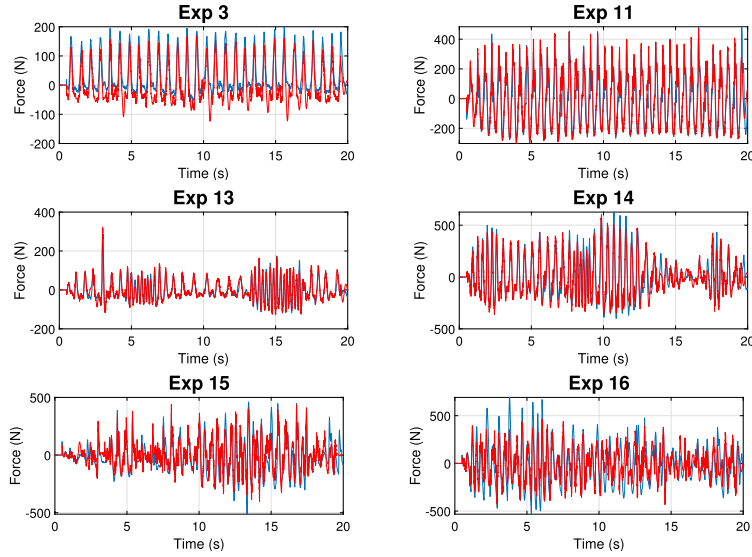 Exp 3
Force (N)
200
100
0
-100
-200
0 5 10 15 20
Time (s)
Exp 11
Force (N)
400
200
0
-200
0 5 10 15 20
Time (s)
Exp 13
Force (N)
400
200
0
-200
0 5 10 15 20
Time (s)
Exp 14
Force (N)
500
0
-500
0 5 10 15 20
Time (s)
Exp 15
Force (N)
500
0
-500
0 5 10 15 20
Time (s)
Exp 16
Force (N)
500
0
-500
0 5 10 15 20
Time (s)